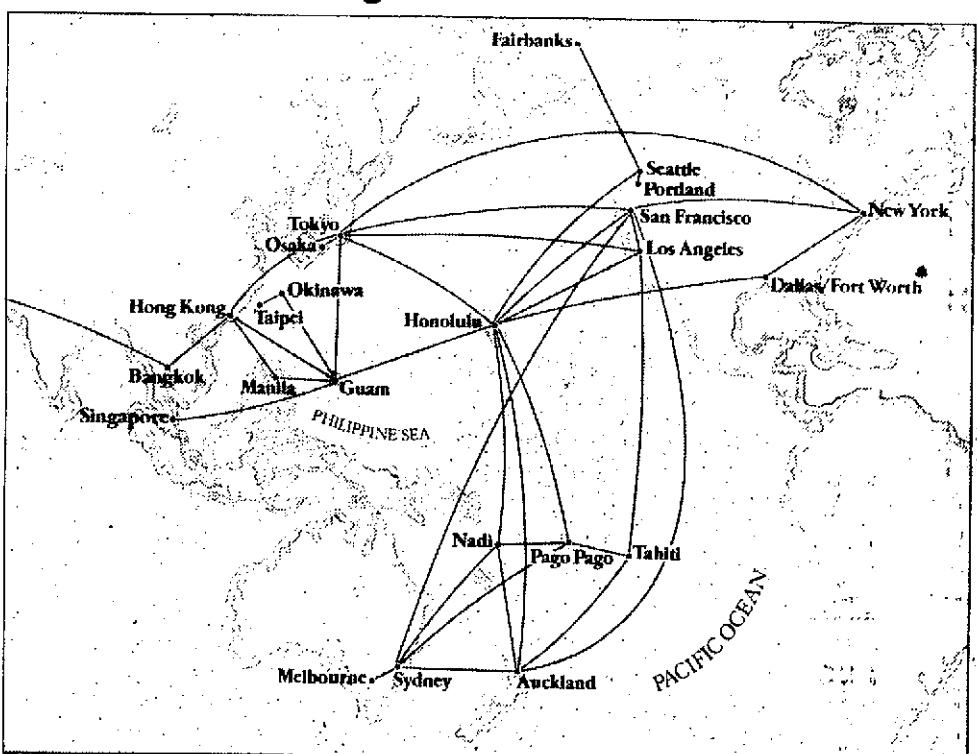 Fairbanks
Seattle
Portland
San Francisco
New York
Tokyo
Osaka
Los Angeles
Okinawa
Dallas/Fort Worth
Hong Kong
Taipei
Honolulu
Bangkok
Manila
Guam
Singapore
PHILIPPINE SEA
Nadi
Pago Pago
Tahiti
PACIFIC OCEAN
Melbourne
Sydney
Auckland